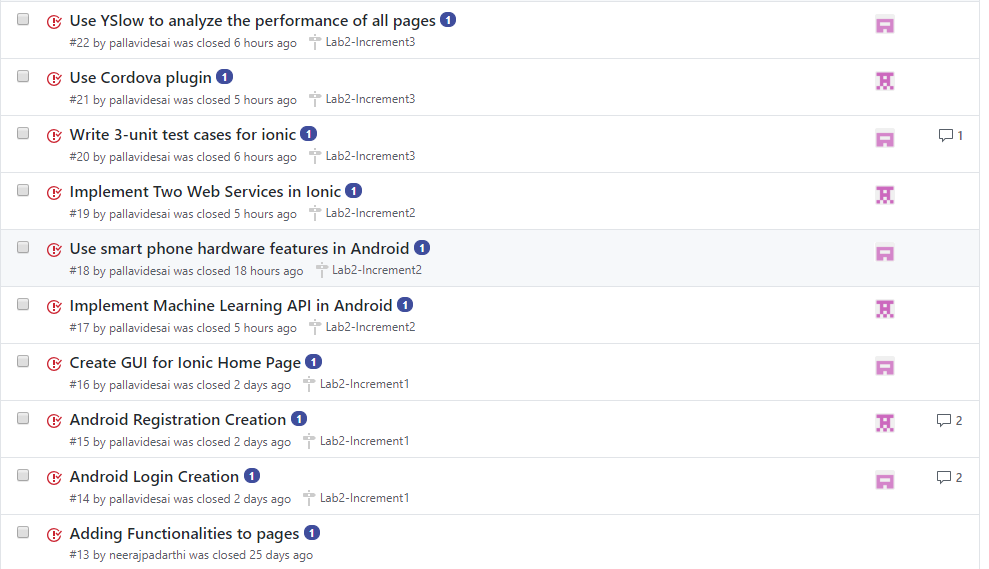 Use YSlow to analyze the performance of all pages 1
#22 by pallavidesai was closed 6 hours ago Lab2-Increment3
Use Cordova plugin 1
#21 by pallavidesai was closed 5 hours ago Lab2-Increment3
Write 3-unit test cases for ionic 1
1
#20 by pallavidesai was closed 6 hours ago Lab2-Increment3
Implement Two Web Services in Ionic 1
#19 by pallavidesai was closed 5 hours ago Lab2-Increment2
Use smart phone hardware features in Android 1
#18 by pallavidesai was closed 18 hours ago Lab2-Increment2
Implement Machine Learning API in Android 1
#17 by pallavidesai was closed 5 hours ago Lab2-Increment2
Create GUI for Ionic Home Page 1
#16 by pallavidesai was closed 2 days ago Lab2-Increment1
Android Registration Creation 1
2
#15 by pallavidesai was closed 2 days ago Lab2-Increment1
Android Login Creation 1
2
#14 by pallavidesai was closed 2 days ago Lab2-Increment1
Adding Functionalities to pages 1
#13 by neerajpadarthi was closed 25 days ago